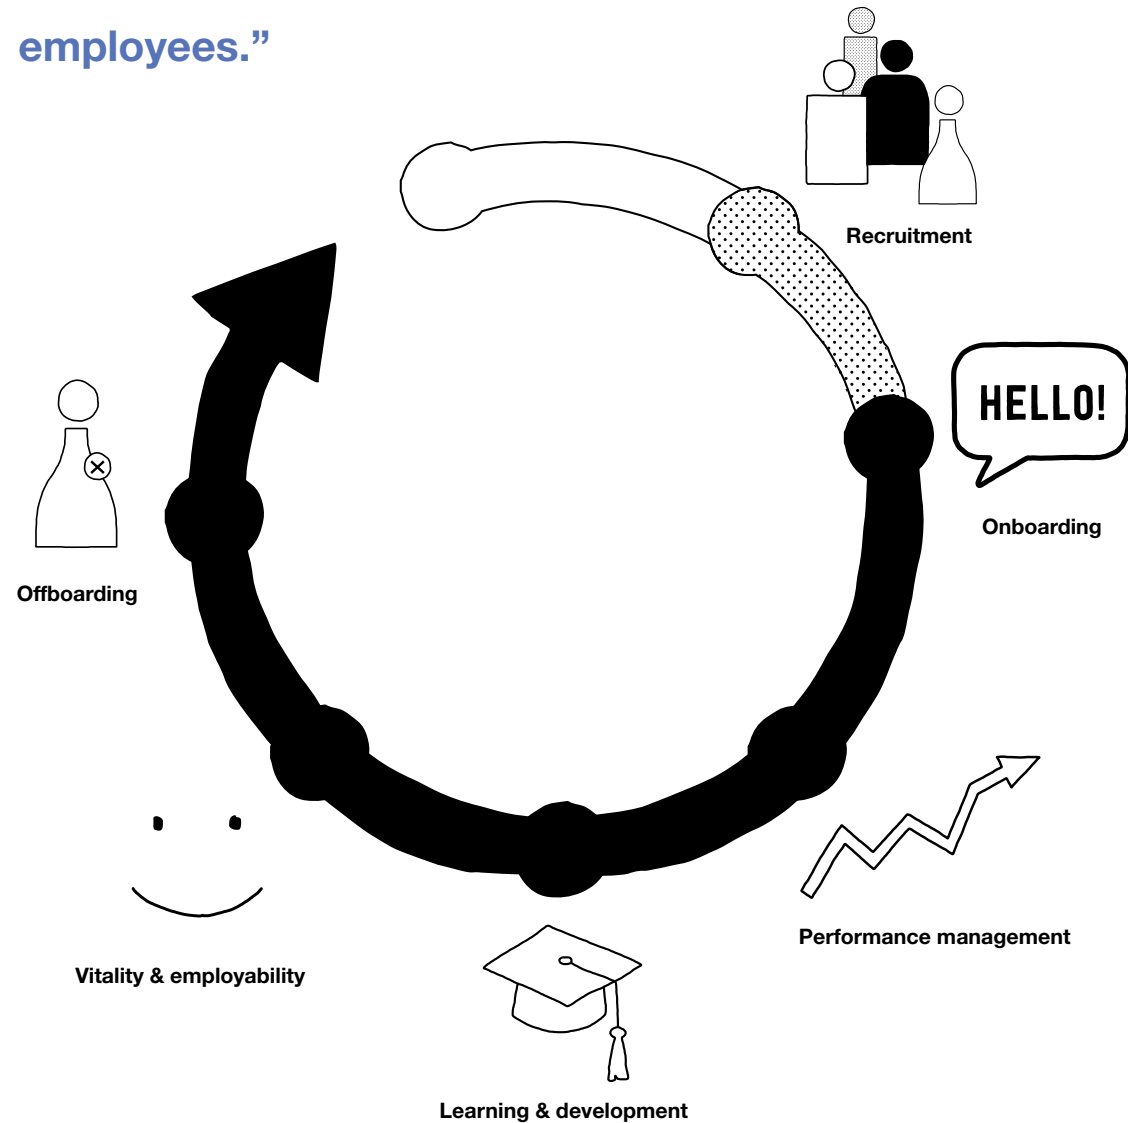 employees.”
Recruitment
HELLO!
Onboarding
Performance management
Learning & development
Vitality & employability
Offboarding